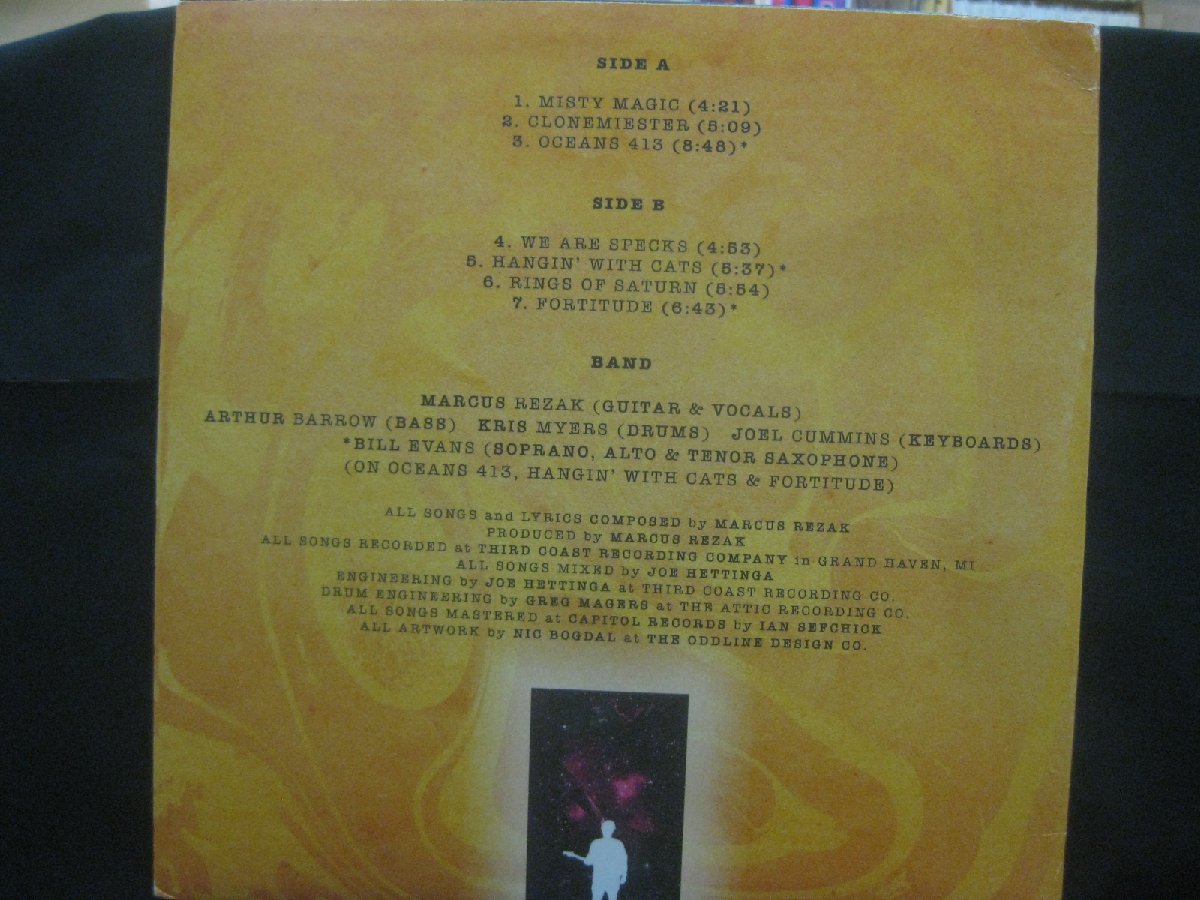 SIDE A
1. MISTY MAGIC (4:21)
2. CLONEMIESTER (5:09)
3. OCEANS 413 (8:48)*
SIDE B
4. WE ARE SPECKS (4:53)
5. HANGIN' WITH CATS (5:37)*
6. RINGS OF SATURN (5:54)
7. FORTITUDE (6:43)*
BAND
MARCUS REZAK (GUITAR & VOCALS)
ARTHUR BARROW (BASS) KRIS MYERS (DRUMS) JOEL CUMMINS (KEYBOARDS)
*BILL EVANS (SOPRANO, ALTO & TENOR SAXOPHONE)
(ON OCEANS 413, HANGIN' WITH CATS & FORTITUDE)
ALL SONGS and LYRICS COMPOSED by MARCUS REZAK
PRODUCED by MARCUS REZAK
ALL SONGS RECORDED at THIRD COAST RECORDING COMPANY in GRAND HAVEN, MI
ALL SONGS MIXED by JOE HETTINGA
ENGINEERING by JOE HETTINGA at THIRD COAST RECORDING CO.
DRUM ENGINEERING by GREG MAGERS at THE ATTIC RECORDING CO.
ALL SONGS MASTERED at CAPITOL RECORDS by IAN SEFCHICK
ALL ARTWORK by NIC BOGDAL at THE ODDLINE DESIGN CO.